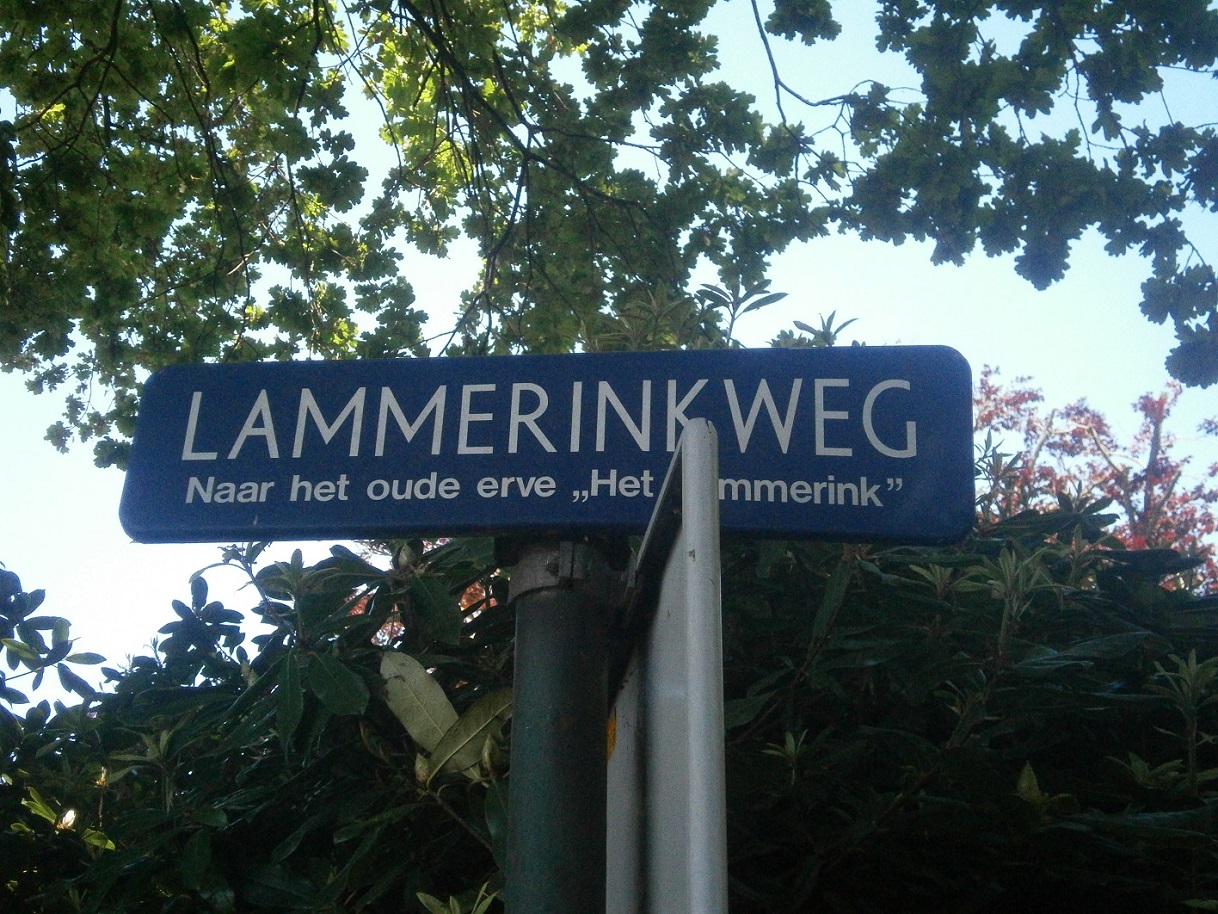 LAMMERINKWEG
Naar het oude erve „Het mmerink”